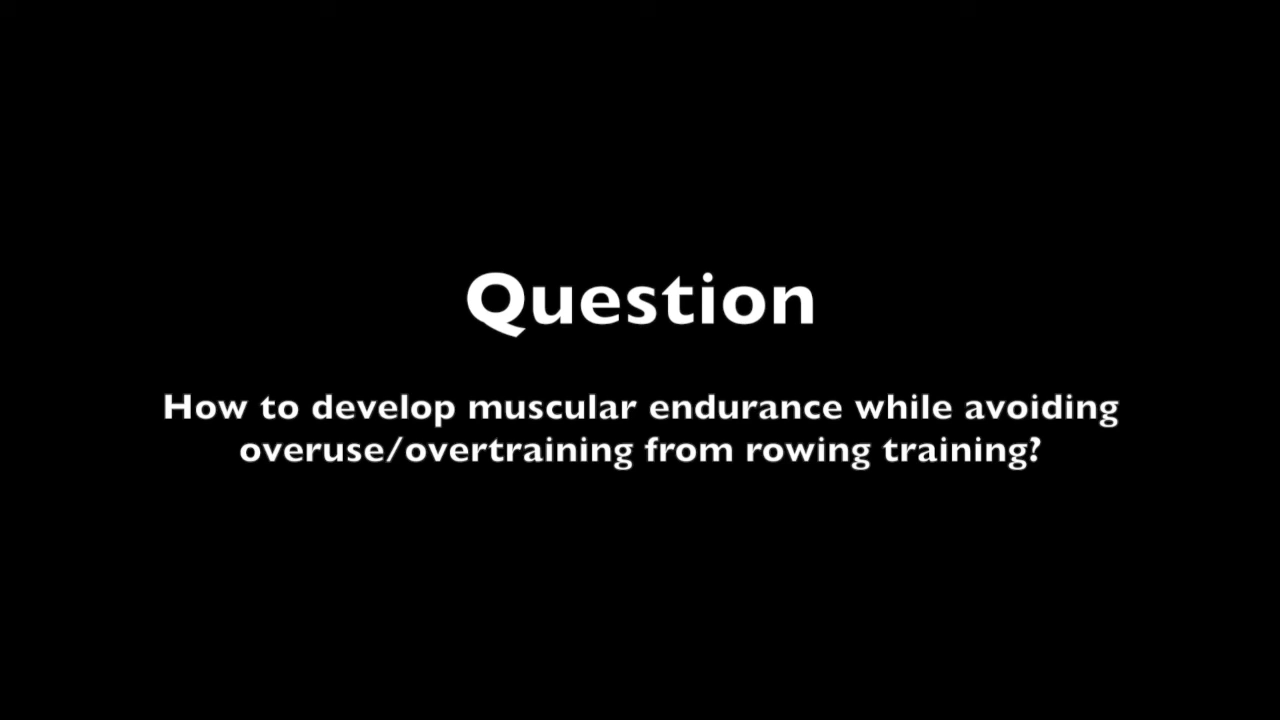 Question
How to develop muscular endurance while avoiding
overuse/overtraining from rowing training?